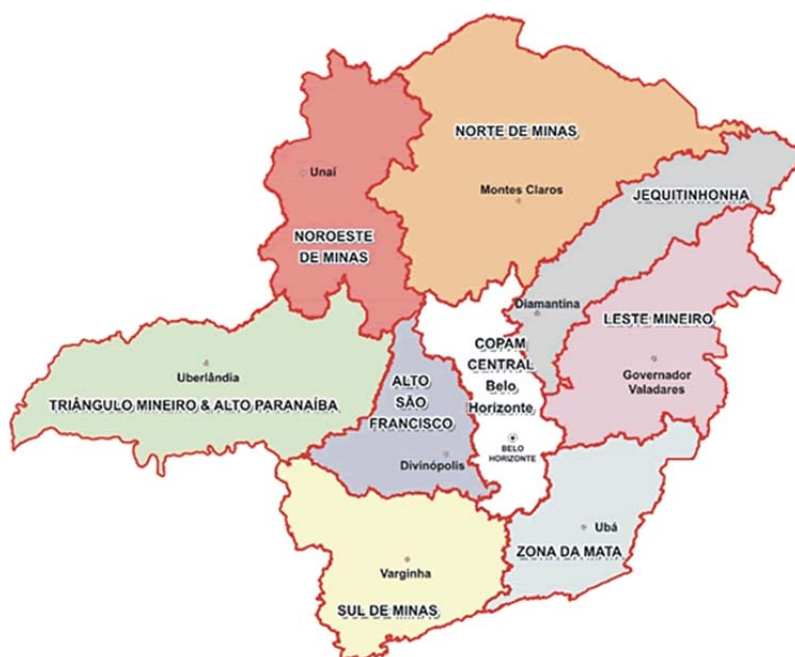 NORTE DE MINAS
Unaí
Montes Claros
JEQUITINHONHA
NOROESTE
DE MINAS
Diamantina
LESTE MINEIRO
COPAM
CENTRAL
Belo
Horizonte
Uberlândia
Governador
Valadares
ALTO
SÃO
FRANCISCO
TRIÂNGULO MINEIRO & ALTO PARANAÍBA
BELO
HORIZONTE
Divinópolis
Ubá
ZONA DA MATA
Varginha
SUL DE MINAS